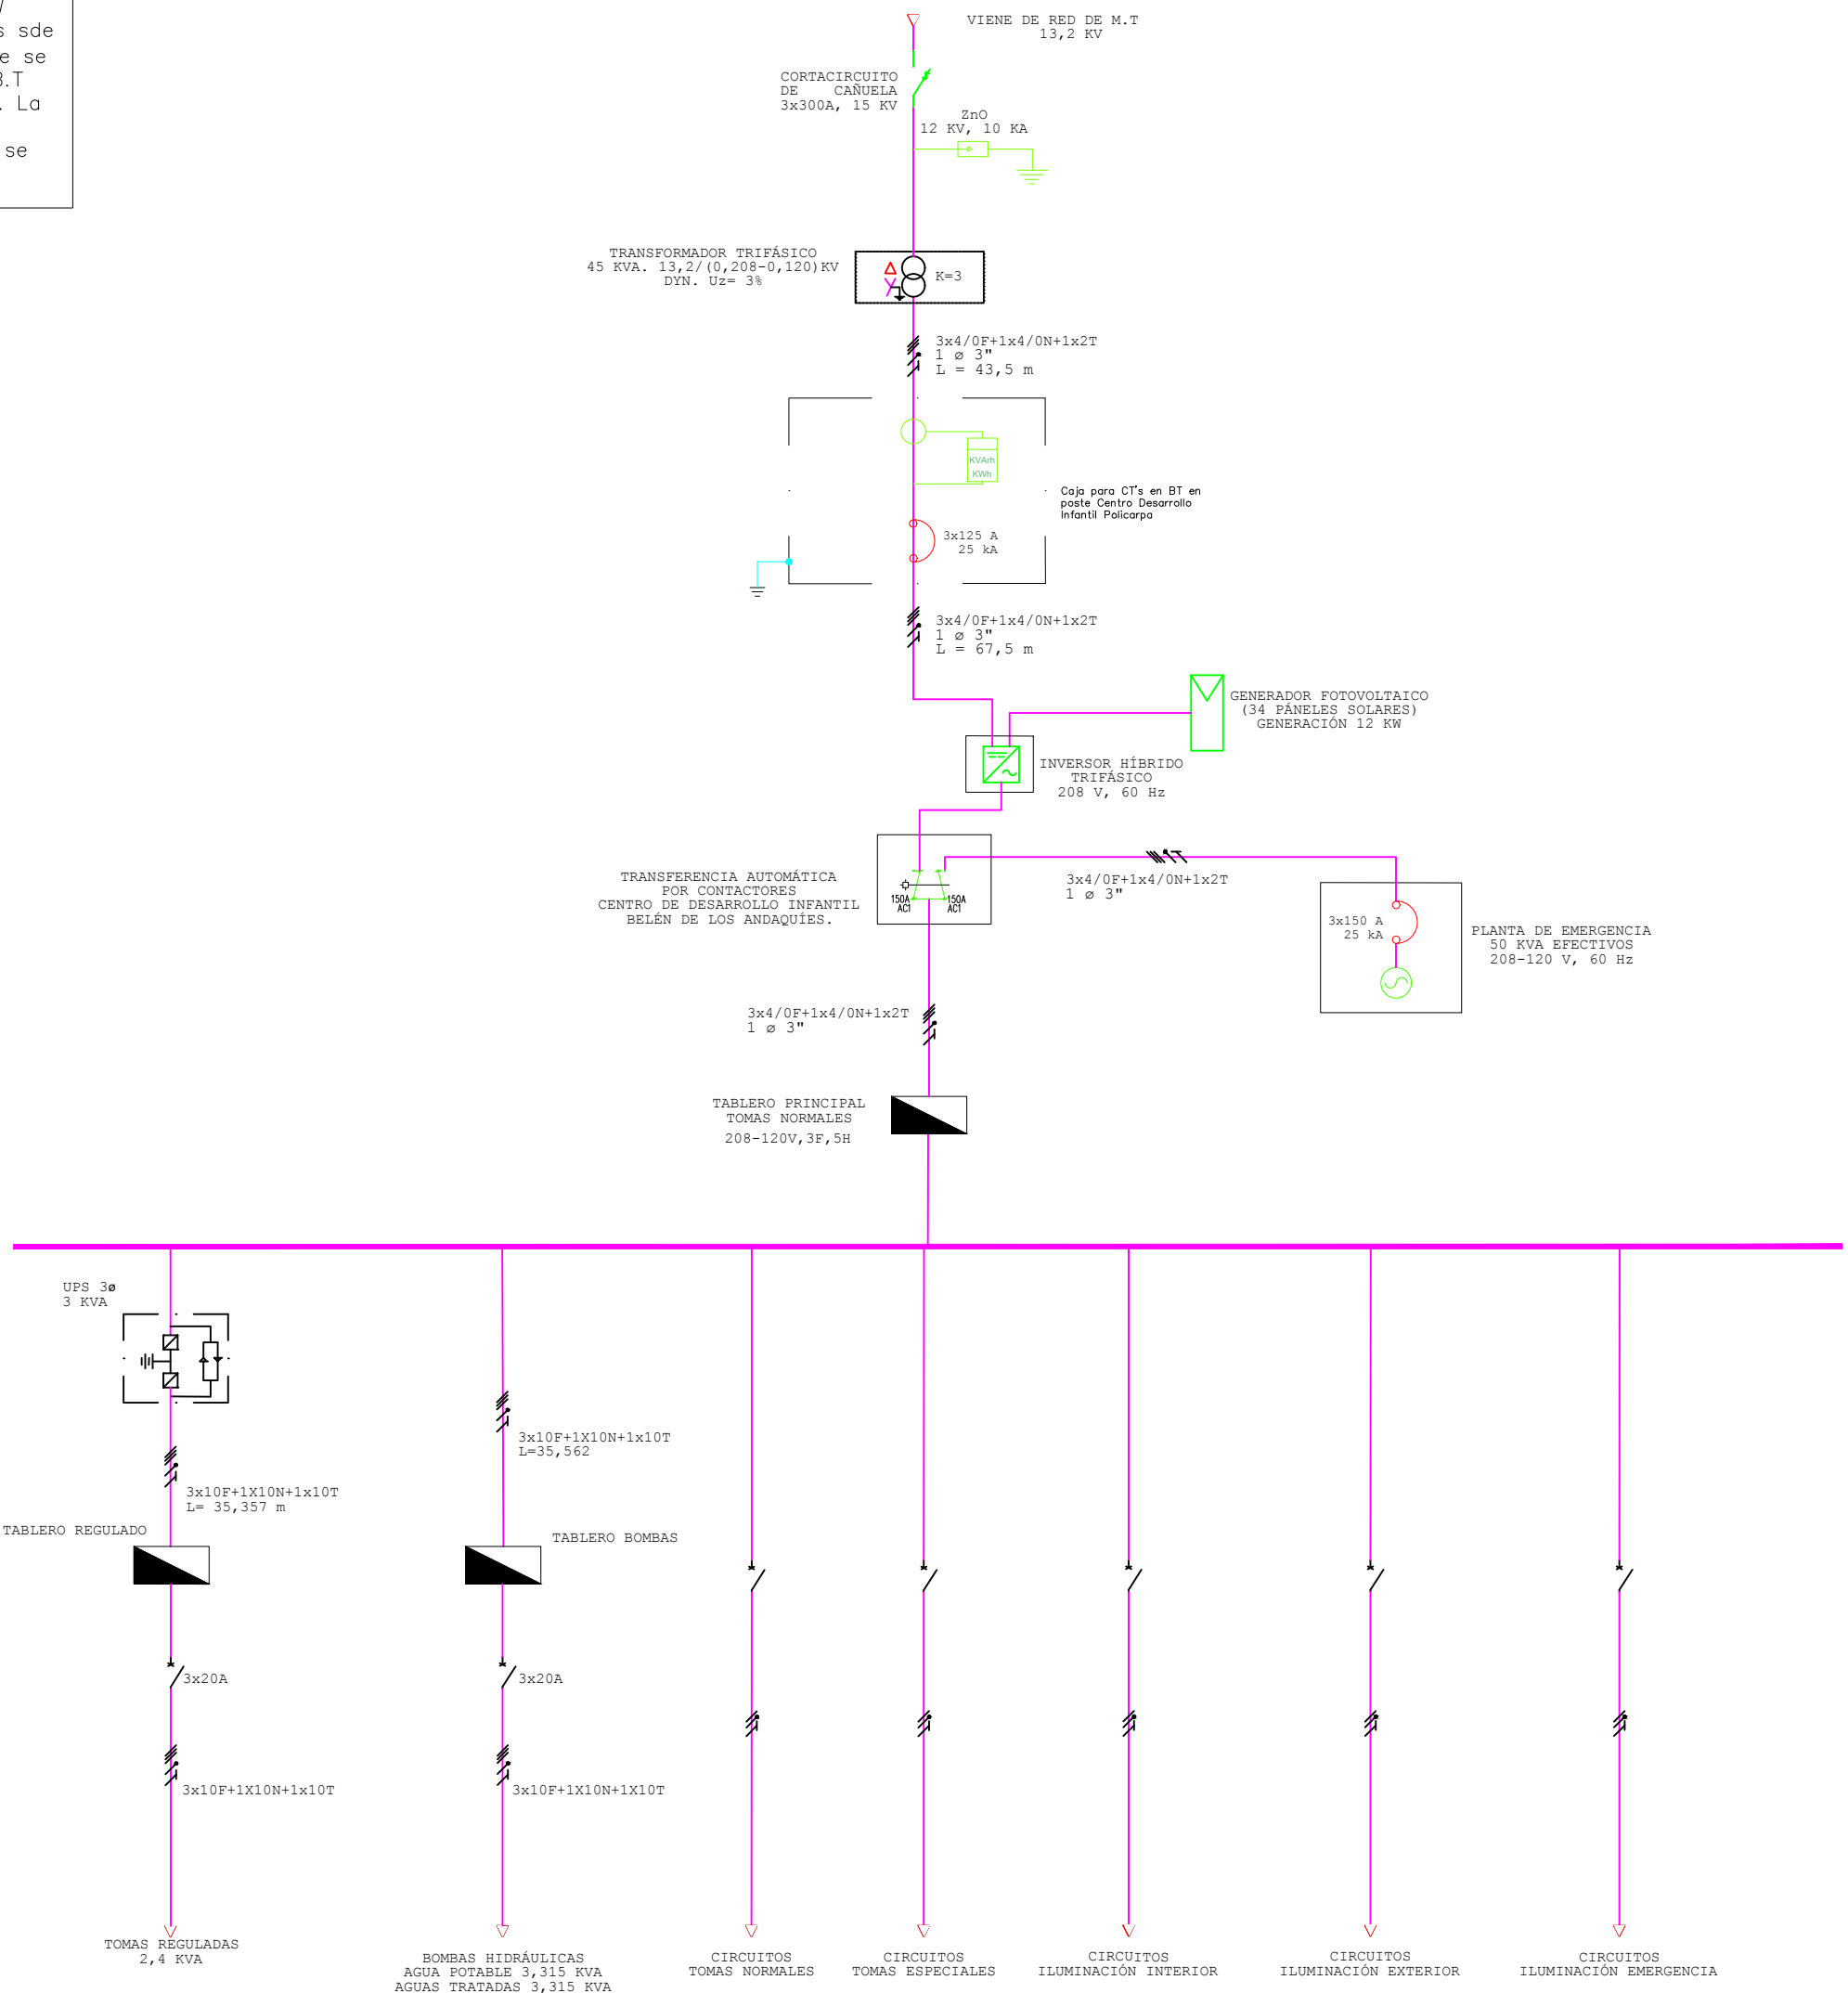 s sde
e se
B.T
. La
se
VIENE DE RED DE M.T
13,2 KV
CORTACIRCUITO
DE CAÑUELA
3x300A, 15 KV
ZnO
12 KV, 10 KA
TRANSFORMADOR TRIFÁSICO
45 KVA. 13,2/(0,208-0,120)KV
DYN. Uz= 3%
K=3
3x4/0F+1x4/0N+1x2T
1 ø 3"
L = 43,5 m
KVArh
KWh
Caja para CT's en BT en
poste Centro Desarrollo
Infantil Policarpa
3x125 A
25 kA
3x4/0F+1x4/0N+1x2T
1 ø 3"
L = 67,5 m
GENERADOR FOTOVOLTAICO
(34 PÁNELES SOLARES)
GENERACIÓN 12 KW
INVERSOR HÍBRIDO
TRIFÁSICO
208 V, 60 Hz
TRANSFERENCIA AUTOMÁTICA
POR CONTACTORES
CENTRO DE DESARROLLO INFANTIL
BELÉN DE LOS ANDAQUÍES.
150A
AC1
150A
AC1
3x4/0F+1x4/0N+1x2T
1 ø 3"
3x150 A
25 kA
PLANTA DE EMERGENCIA
50 KVA EFECTIVOS
208-120 V, 60 Hz
3x4/0F+1x4/0N+1x2T
1 ø 3"
TABLERO PRINCIPAL
TOMAS NORMALES
208-120V,3F,5H
UPS 3ø
3 KVA
3x10F+1X10N+1x10T
L=35,562
3x10F+1X10N+1x10T
L= 35,357 m
TABLERO REGULADO
TABLERO BOMBAS
3x20A
3x20A
3x10F+1X10N+1x10T
3x10F+1X10N+1X10T
TOMAS REGULADAS
2,4 KVA
BOMBAS HIDRÁULICAS
AGUA POTABLE 3,315 KVA
AGUAS TRATADAS 3,315 KVA
CIRCUITOS
TOMAS NORMALES
CIRCUITOS
TOMAS ESPECIALES
CIRCUITOS
ILUMINACIÓN INTERIOR
CIRCUITOS
ILUMINACIÓN EXTERIOR
CIRCUITOS
ILUMINACIÓN EMERGENCIA